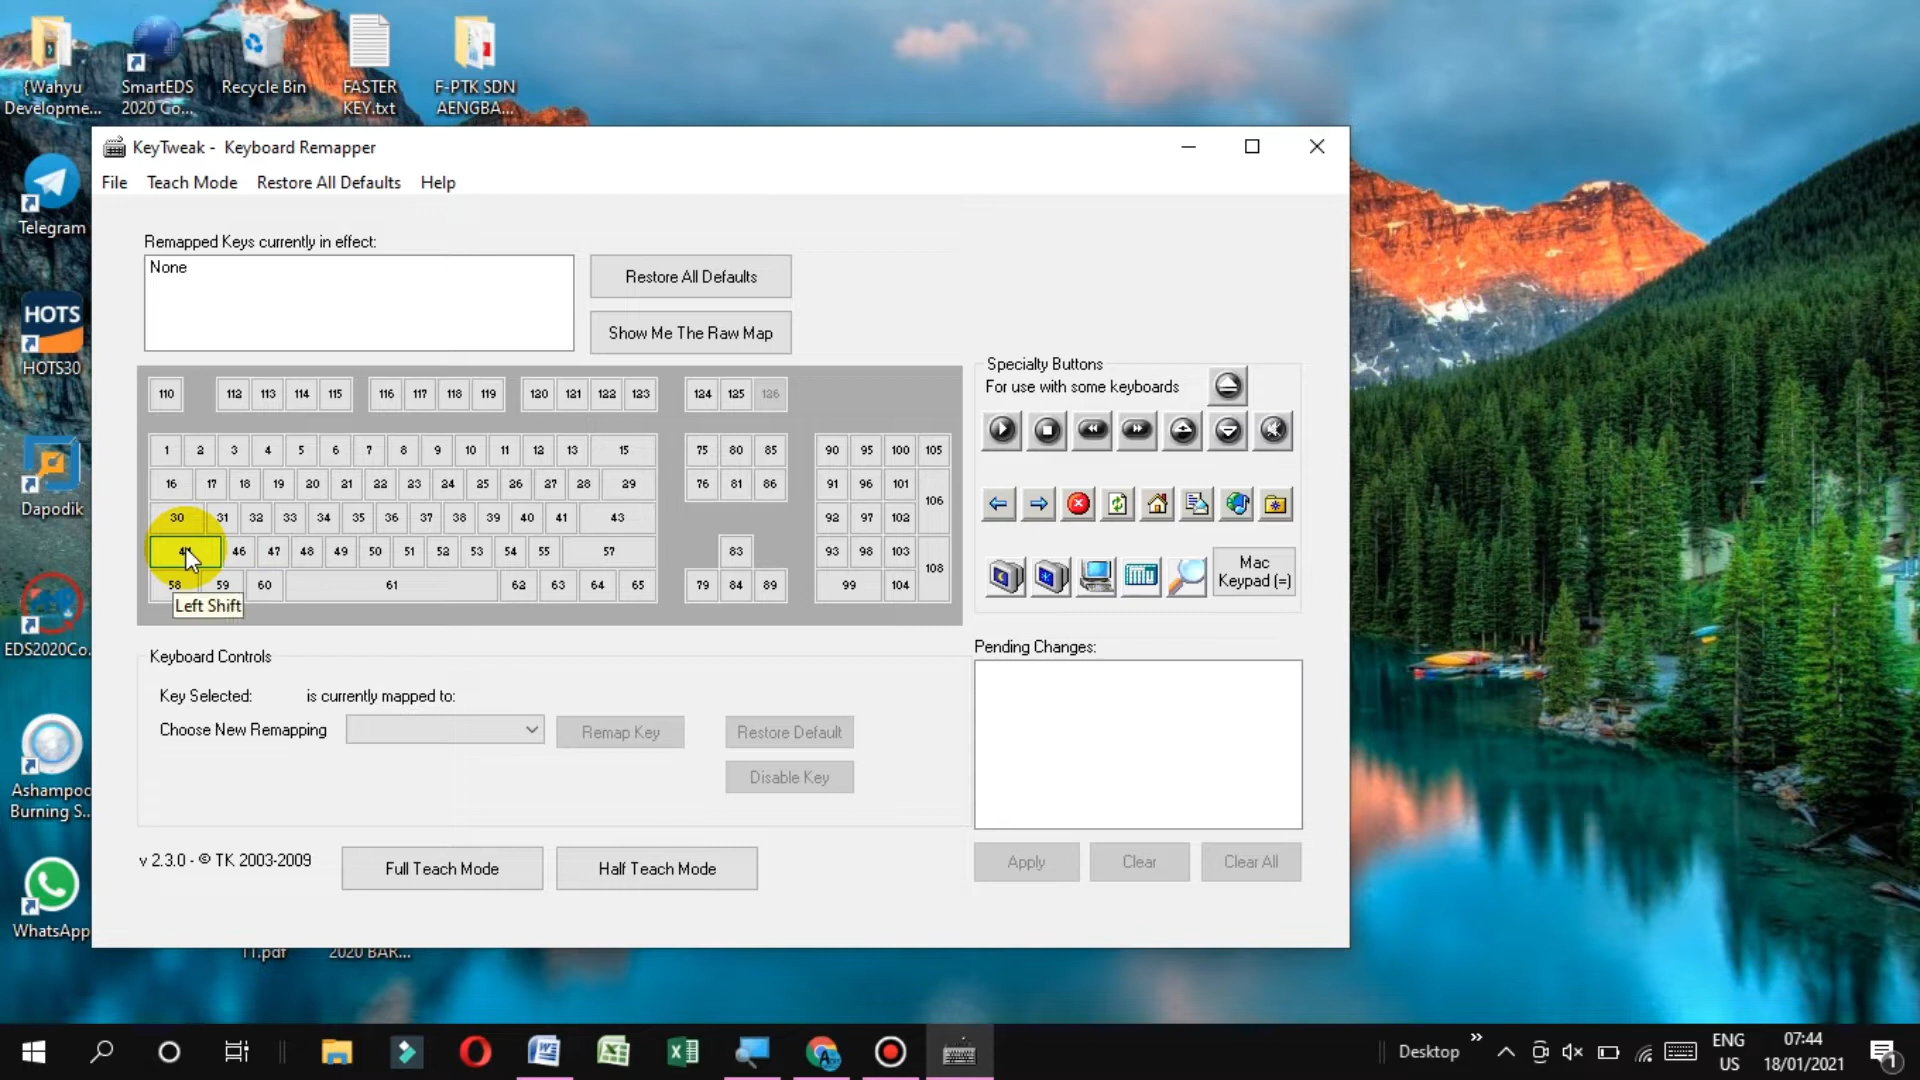 {Wahyu
Developme...
SmartEDS
2020 Co...
Recycle Bin
FASTER
KEY.txt
F-PTK SDN
AENGBA...
Telegram
HOTS
HOTS30
Dapodik
EDS2020Co.
Ashampoo
Burning S..
WhatsApp
11.pdf
2020 BAR...
KeyTweak - Keyboard Remapper
File Teach Mode Restore All Defaults Help
Remapped Keys currently in effect:
None
Restore All Defaults
Show Me The Raw Map
110 112 113 114 115 116 117 118 119 120 121 122 123 124 125 126
1 2 3 4 5 6 7 8 9 10 11 12 13 15 75 80 85 90 95 100 105
16 17 18 19 20 21 22 23 24 25 26 27 28 29 76 81 86 91 96 101
106
30 31 32 33 34 35 36 37 38 39 40 41 43 92 97 102
46 47 48 49 50 51 52 53 54 55 57 83 93 98 103
108
58 59 60 61 62 63 64 65 79 84 89 99 104
Left Shift
Specialty Buttons
For use with some keyboards
Mac
Keypad (=)
Keyboard Controls
Key Selected: is currently mapped to:
Choose New Remapping
Remap Key
Restore Default
Disable Key
Pending Changes:
Apply
Clear
Clear All
v 2.3.0 - © TK 2003-2009
Full Teach Mode
Half Teach Mode
Desktop
ENG
US
07:44
18/01/2021
1